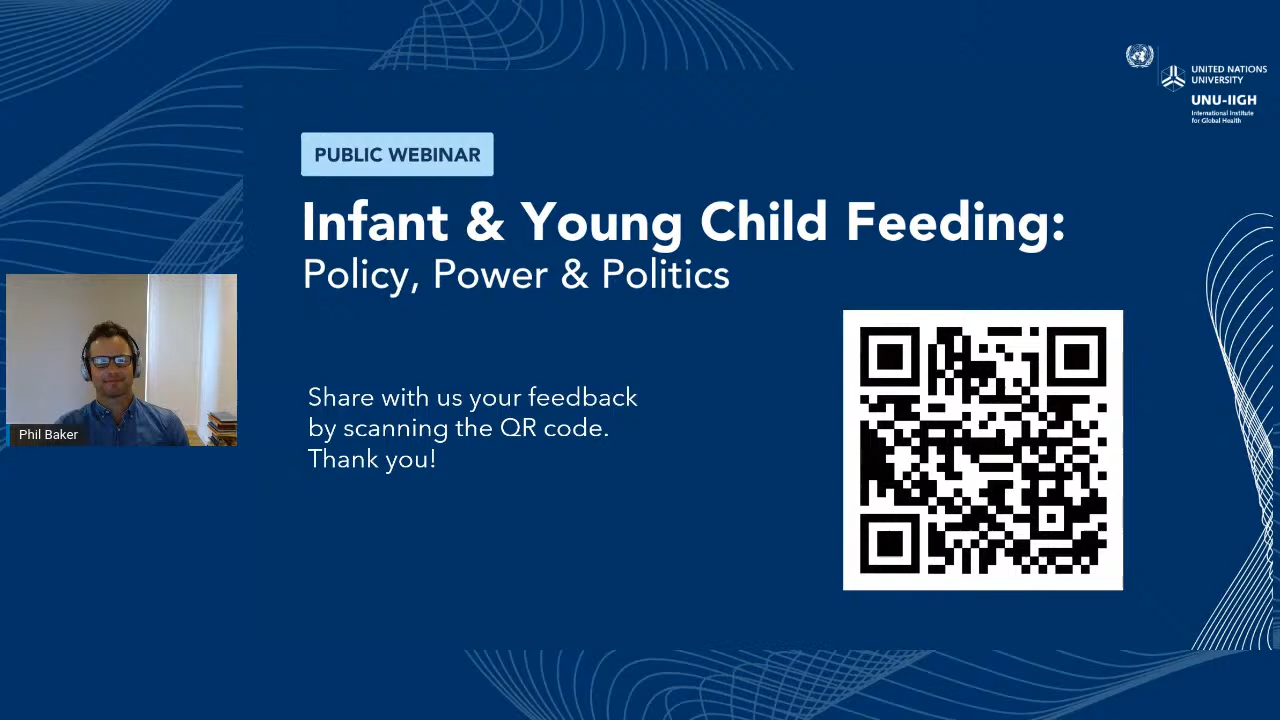 UNITED NATIONS
UNIVERSITY
UNU-IIGH
International Institute
for Global Health
PUBLIC WEBINAR
Infant & Young Child Feeding:
Policy, Power & Politics
Share with us your feedback
by scanning the QR code.
Thank you!
Phil Baker